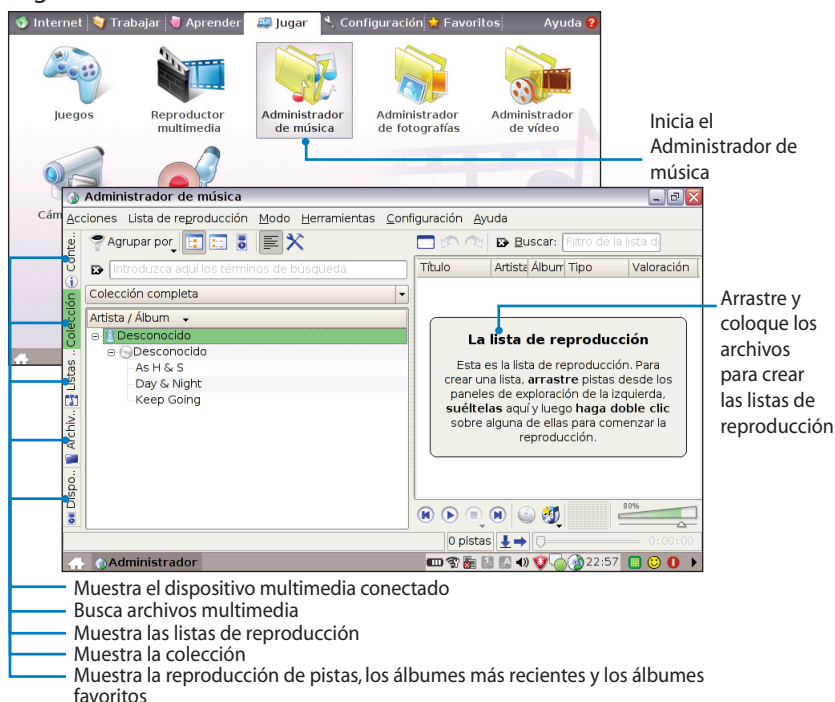 Internet Trabajar Aprender Jugar Configuración Favoritos Ayuda
Juegos
Reproductor
multimedia
Administrador
de música
Administrador
de fotografías
Administrador
de vídeo
Inicia el
Administrador de
música
Cám
Administrador de música
Acciones Lista de reproducción Modo Herramientas Configuración Ayuda
Agrupar por
Buscar: Filtro de la lista d
Introduzca aquí los términos de búsqueda
Colección completa
Artista / Álbum
Desconocido
Desconocido
As H & S
Day & Night
Keep Going
Conte..
Colección
Listas ..
Archiv..
Dispo..
Título Artista Álbum Tipo Valoración
La lista de reproducción
Esta es la lista de reproducción. Para
crear una lista, arrastre pistas desde los
paneles de exploración de la izquierda,
suéltelas aquí y luego haga doble clic
sobre alguna de ellas para comenzar la
reproducción.
Arrastre y
coloque los
archivos
para crear
las listas de
reproducción
80%
0 pistas 0:00:00
Administrador 22:57
Muestra el dispositivo multimedia conectado
Busca archivos multimedia
Muestra las listas de reproducción
Muestra la colección
Muestra la reproducción de pistas, los álbumes más recientes y los álbumes
favoritos